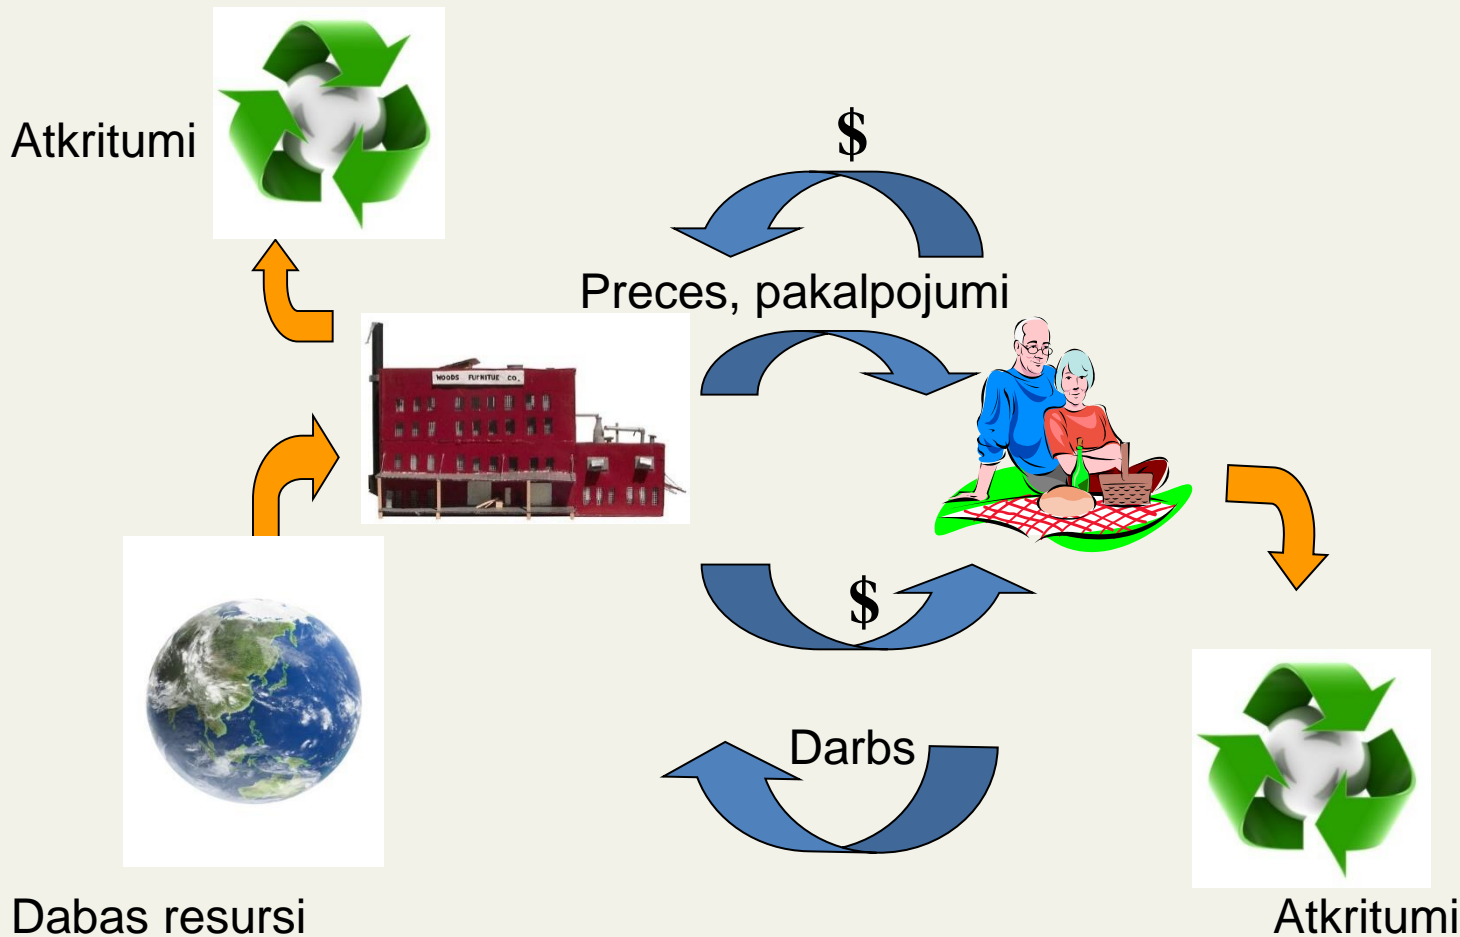 Atkritumi
$
Preces, pakalpojumi
WOODS FURNITUE CO.
$
Darbs
Dabas resursi
Atkritumi